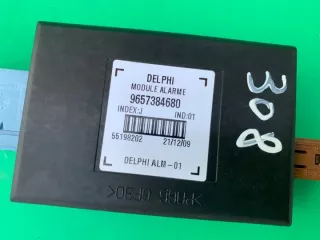 DELPHI
MODULE ALARME
9657384680
INDEX:J IND:01
55198202 21/12/09
DELPHI ALM-01
308